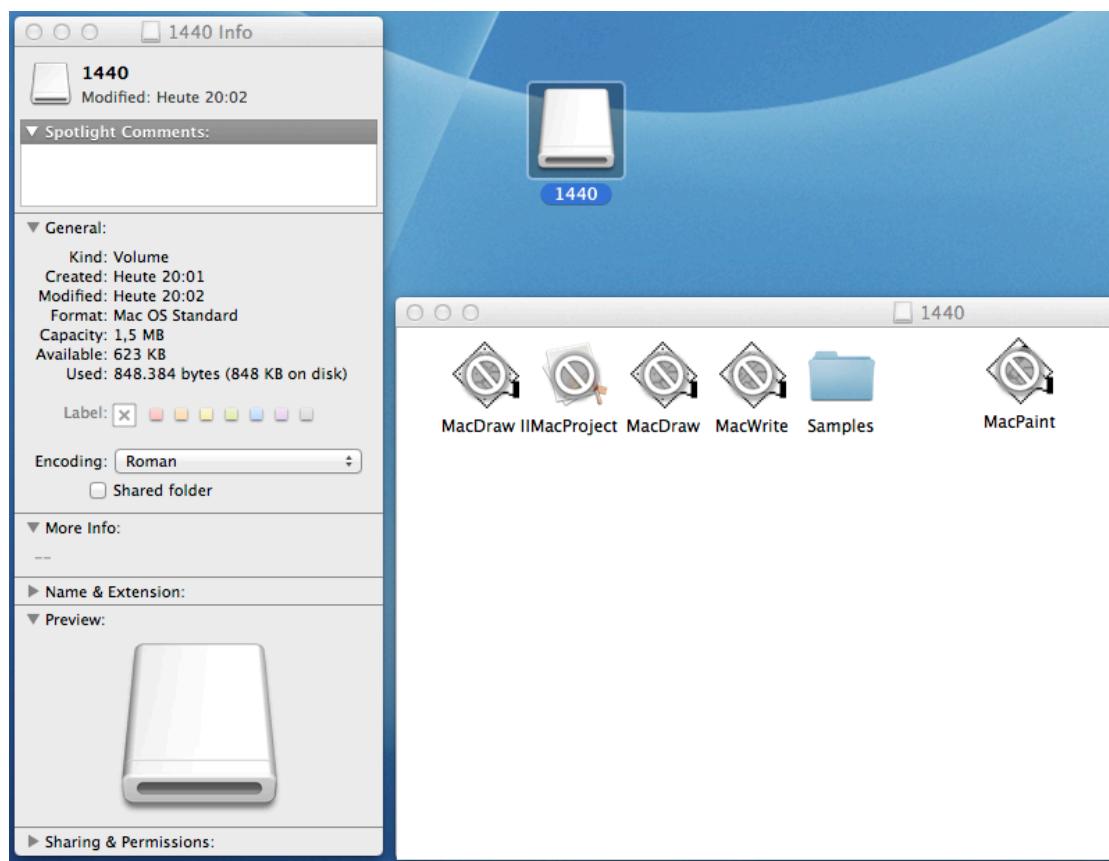 1440 Info
1440
Modified: Heute 20:02
Spotlight Comments:
General:
Kind: Volume
Created: Heute 20:01
Modified: Heute 20:02
Format: Mac OS Standard
Capacity: 1,5 MB
Available: 623 KB
Used: 848.384 bytes (848 KB on disk)
Label:
Encoding: Roman
Shared folder
More Info:
--
Name & Extension:
Preview:
Sharing & Permissions:
1440
1440
MacDraw II MacProject MacDraw MacWrite Samples MacPaint